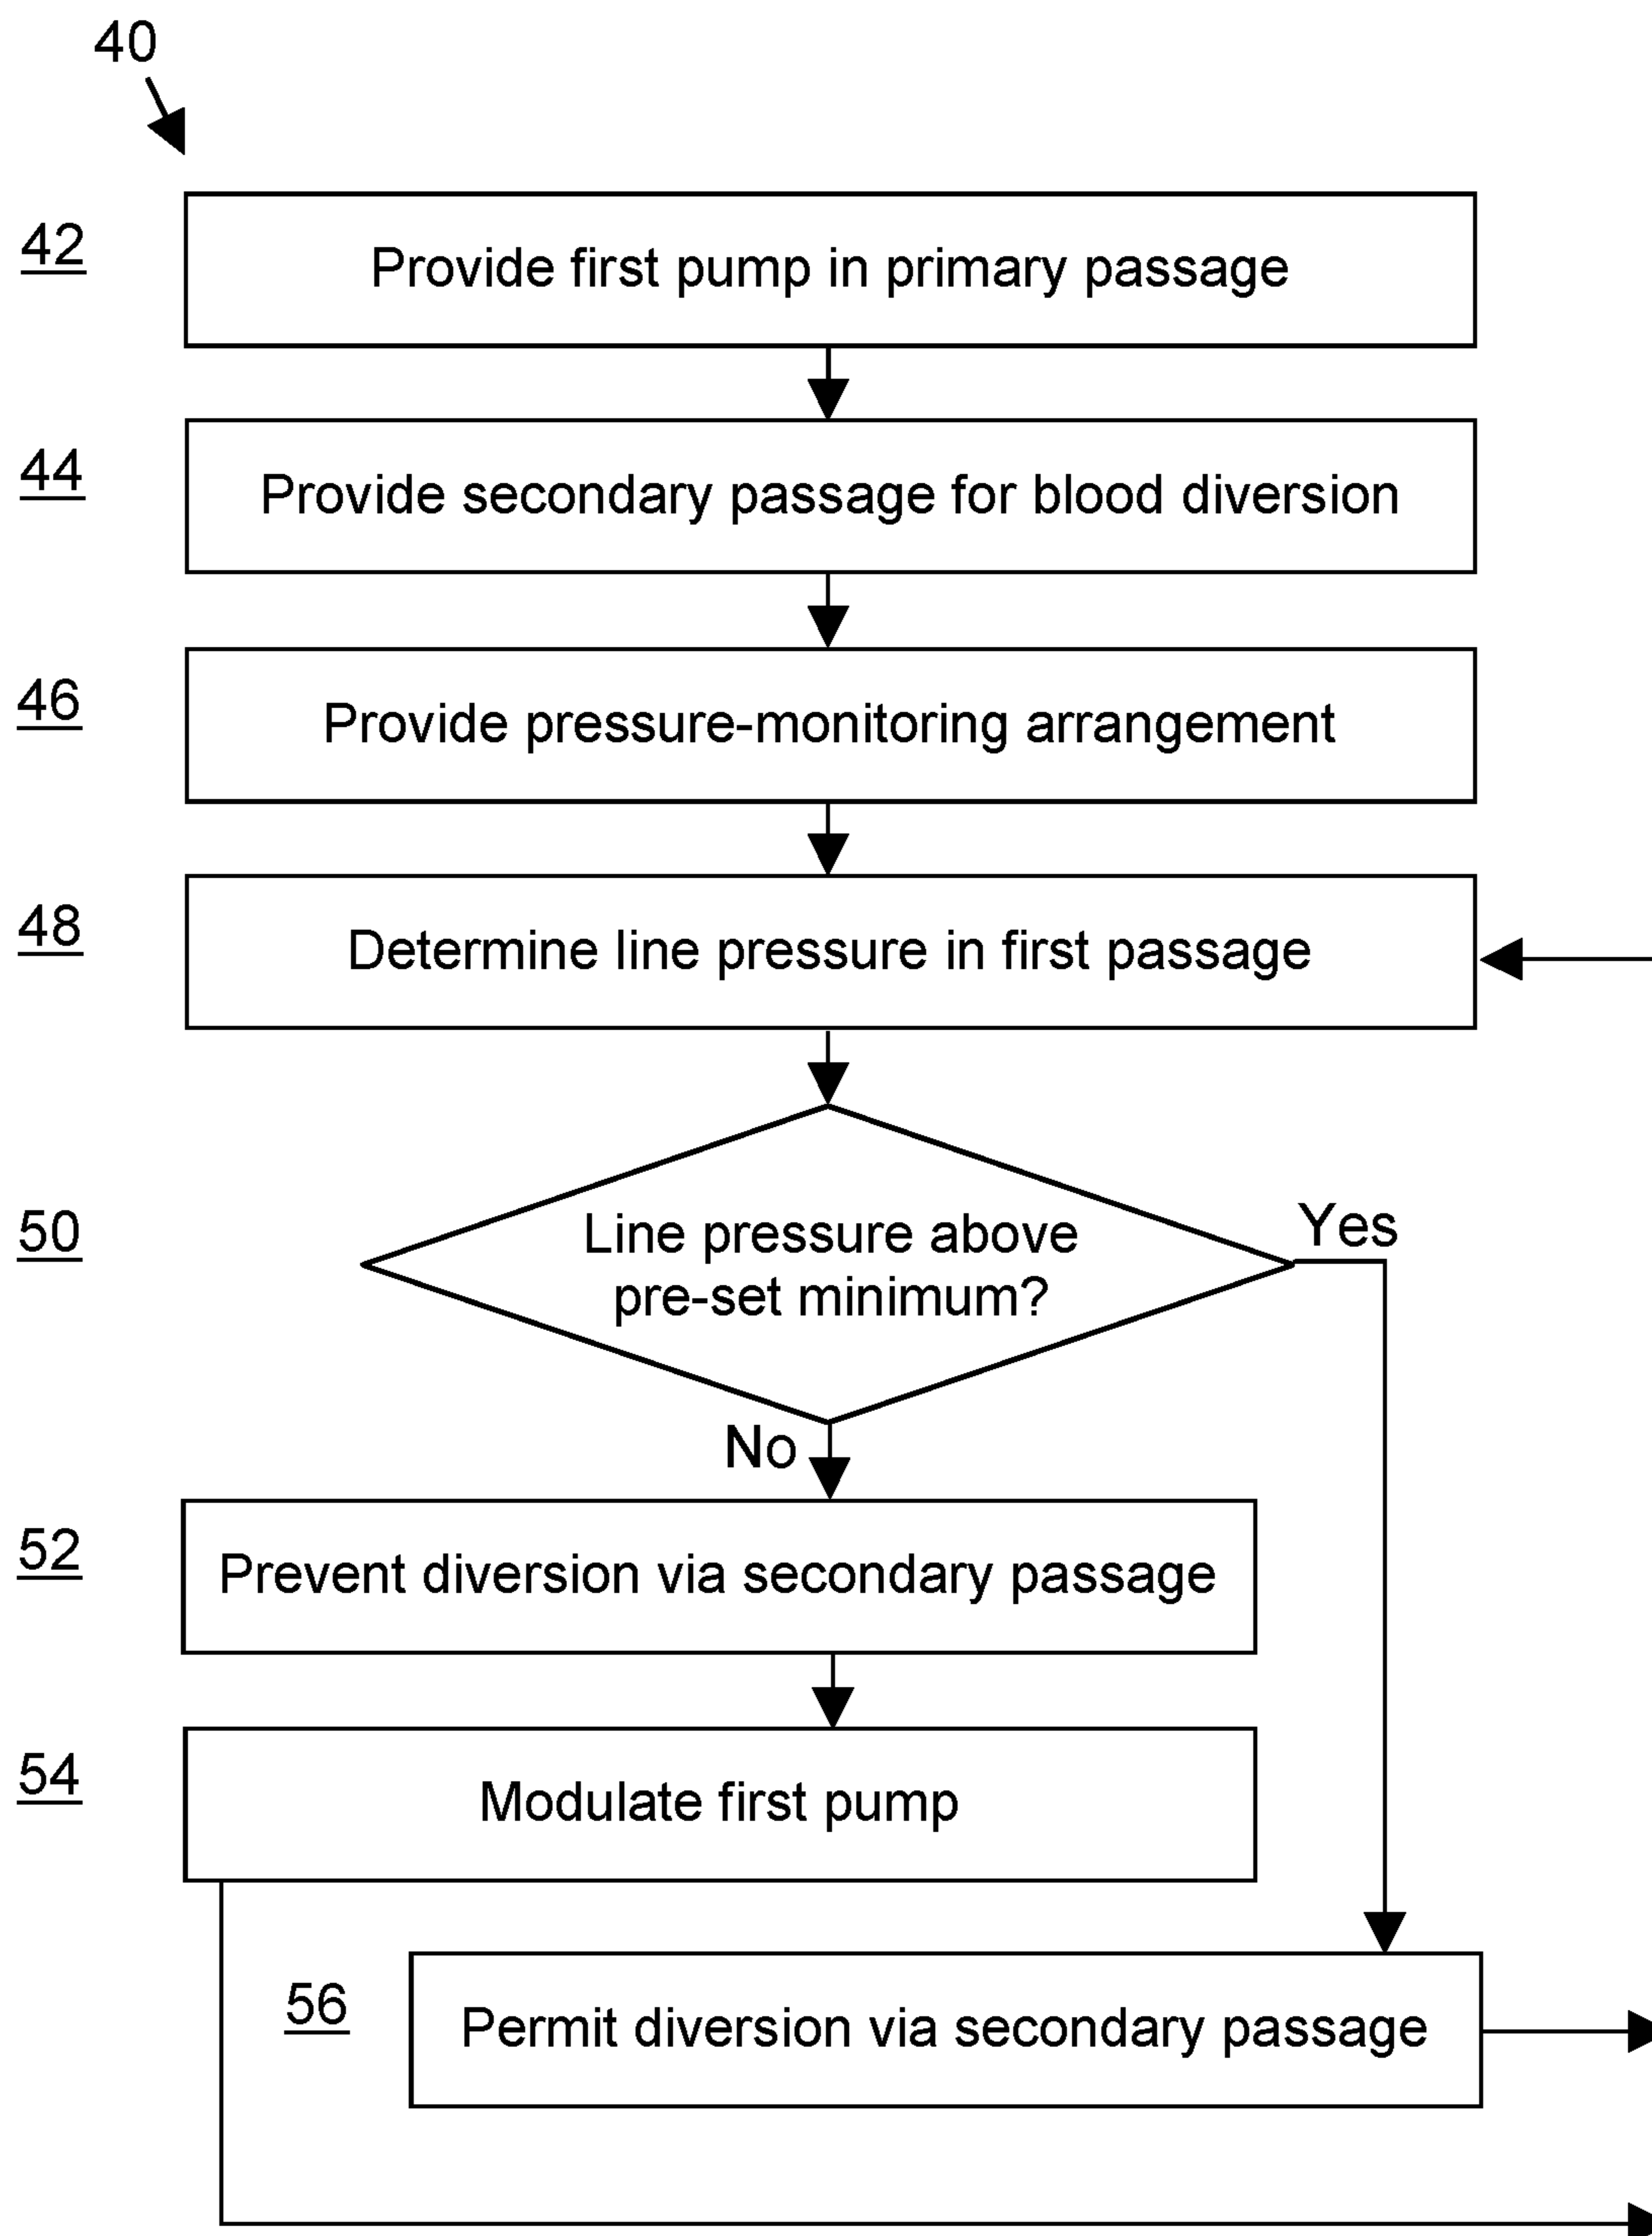 40
42
Provide first pump in primary passage
44
Provide secondary passage for blood diversion
46
Provide pressure-monitoring arrangement
48
Determine line pressure in first passage
50
Line pressure above
pre-set minimum?
Yes
No
52
Prevent diversion via secondary passage
54
Modulate first pump
56
Permit diversion via secondary passage